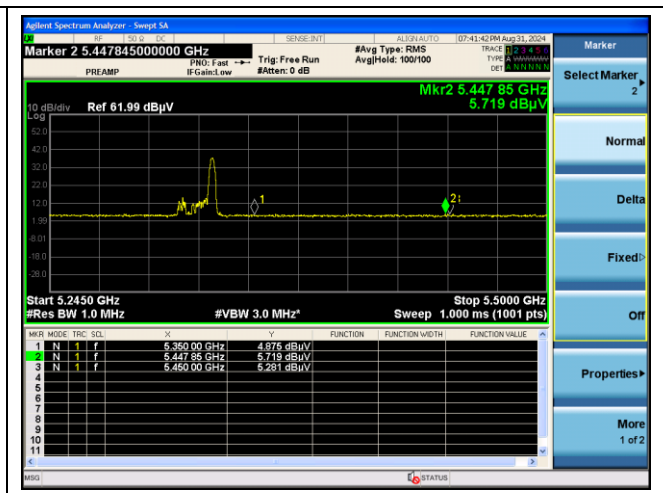 Agilent Spectrum Analyzer - Swept SA
RF 50 Ω DC SENSE:INT ALIGN AUTO 07:41:42 PM Aug 31, 2024
Marker 2 5.447845000000 GHz
PNO: Fast
IFGain:Low
Trig: Free Run
#Atten: 0 dB
#Avg Type: RMS
Avg|Hold: 100/100
TRACE 1 2 3 4 5 6
TYPE A
DET A N N N N N
PREAMP
Mkr2 5.447 85 GHz
5.719 dBµV
10 dB/div Ref 61.99 dBµV
Log
52.0
42.0
32.0
22.0
12.0
1.99
-8.01
-18.0
-28.0
1
2
Start 5.2450 GHz Stop 5.5000 GHz
#Res BW 1.0 MHz #VBW 3.0 MHz* Sweep 1.000 ms (1001 pts)
MKR MODE TRC SCL X Y FUNCTION FUNCTION WIDTH FUNCTION VALUE
1 N 1 f 5.350 00 GHz 4.875 dBµV
2 N 1 f 5.447 85 GHz 5.719 dBµV
3 N 1 f 5.450 00 GHz 5.281 dBµV
4
5
6
7
8
9
10
11
MSG STATUS
Marker
Select Marker
2
Normal
Delta
Fixed
Off
Properties
More
1 of 2